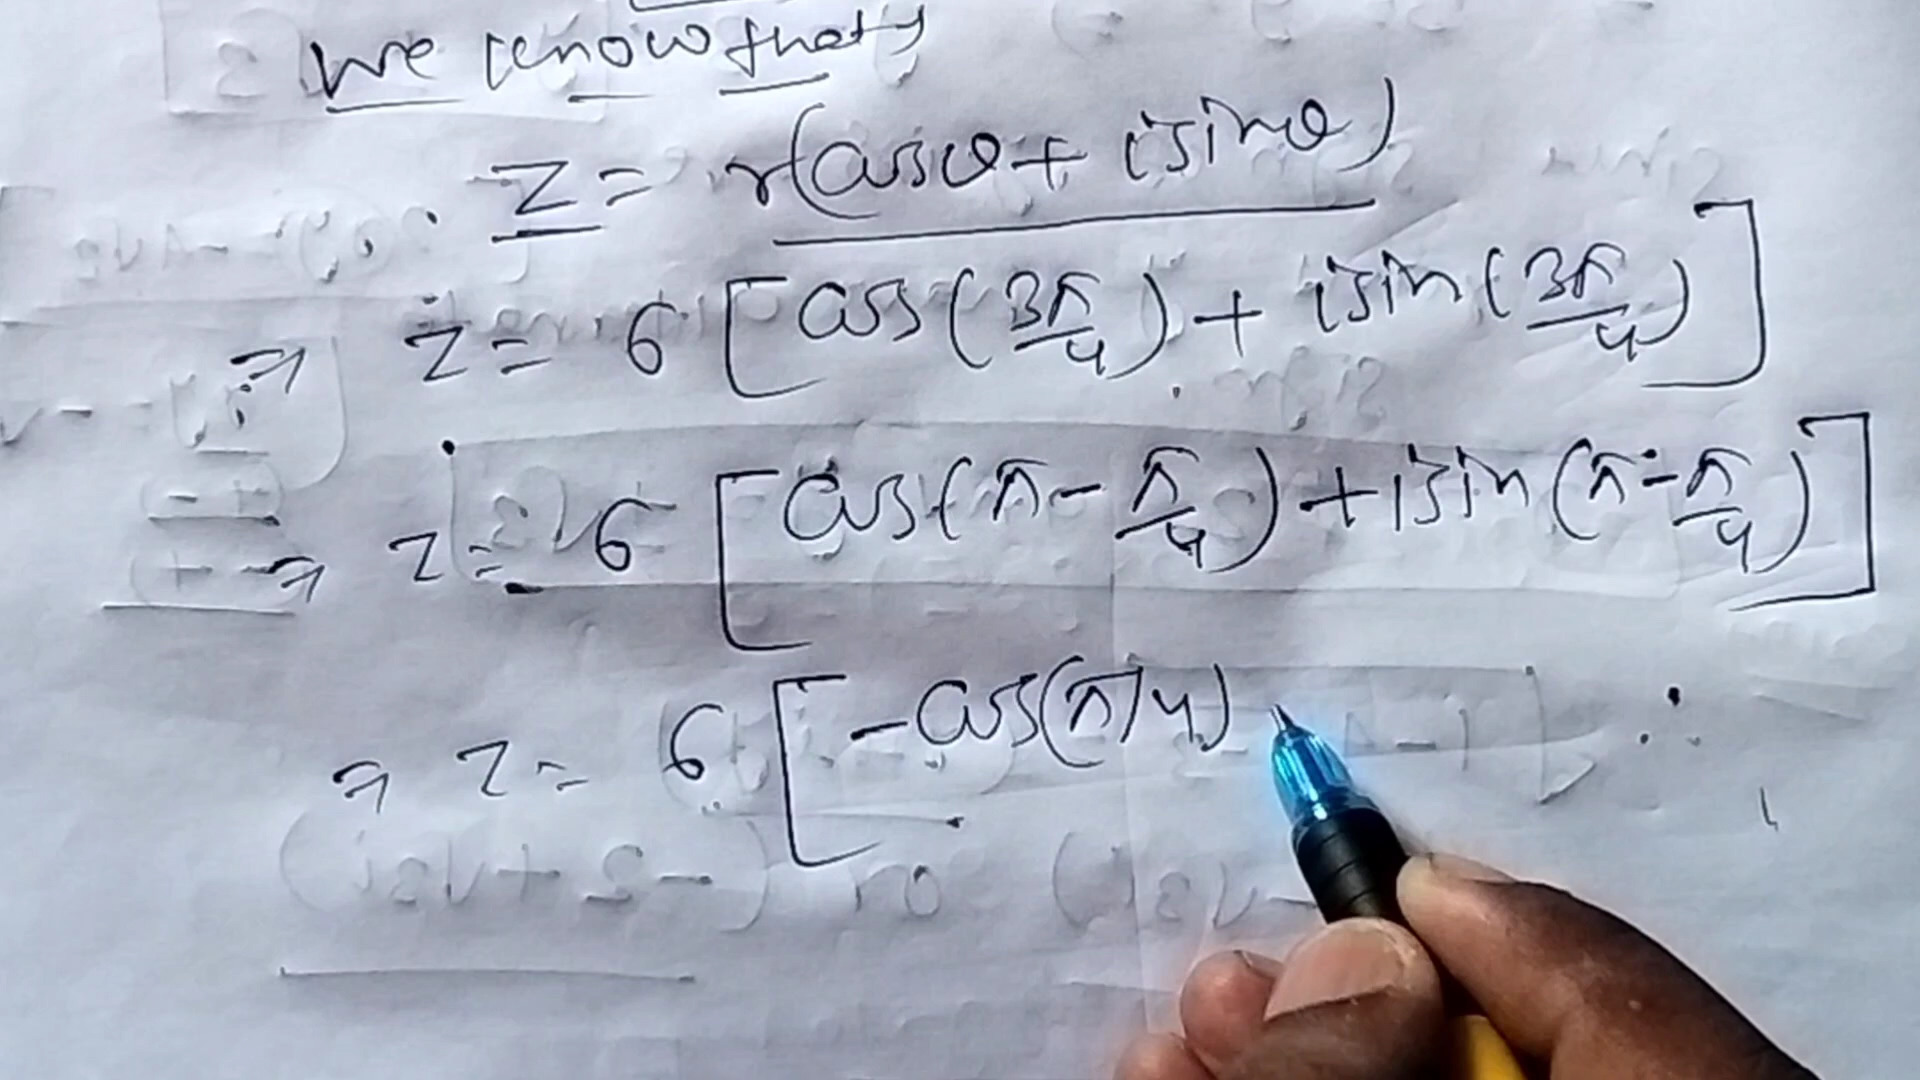 We know that,
z = r(cosθ + isinθ)
⇒ z = 6 [cos(3π/4) + isin(3π/4)]
⇒ z = 6 [cos(π - π/4) + isin(π - π/4)]
⇒ z = 6 [-cos(π/4)